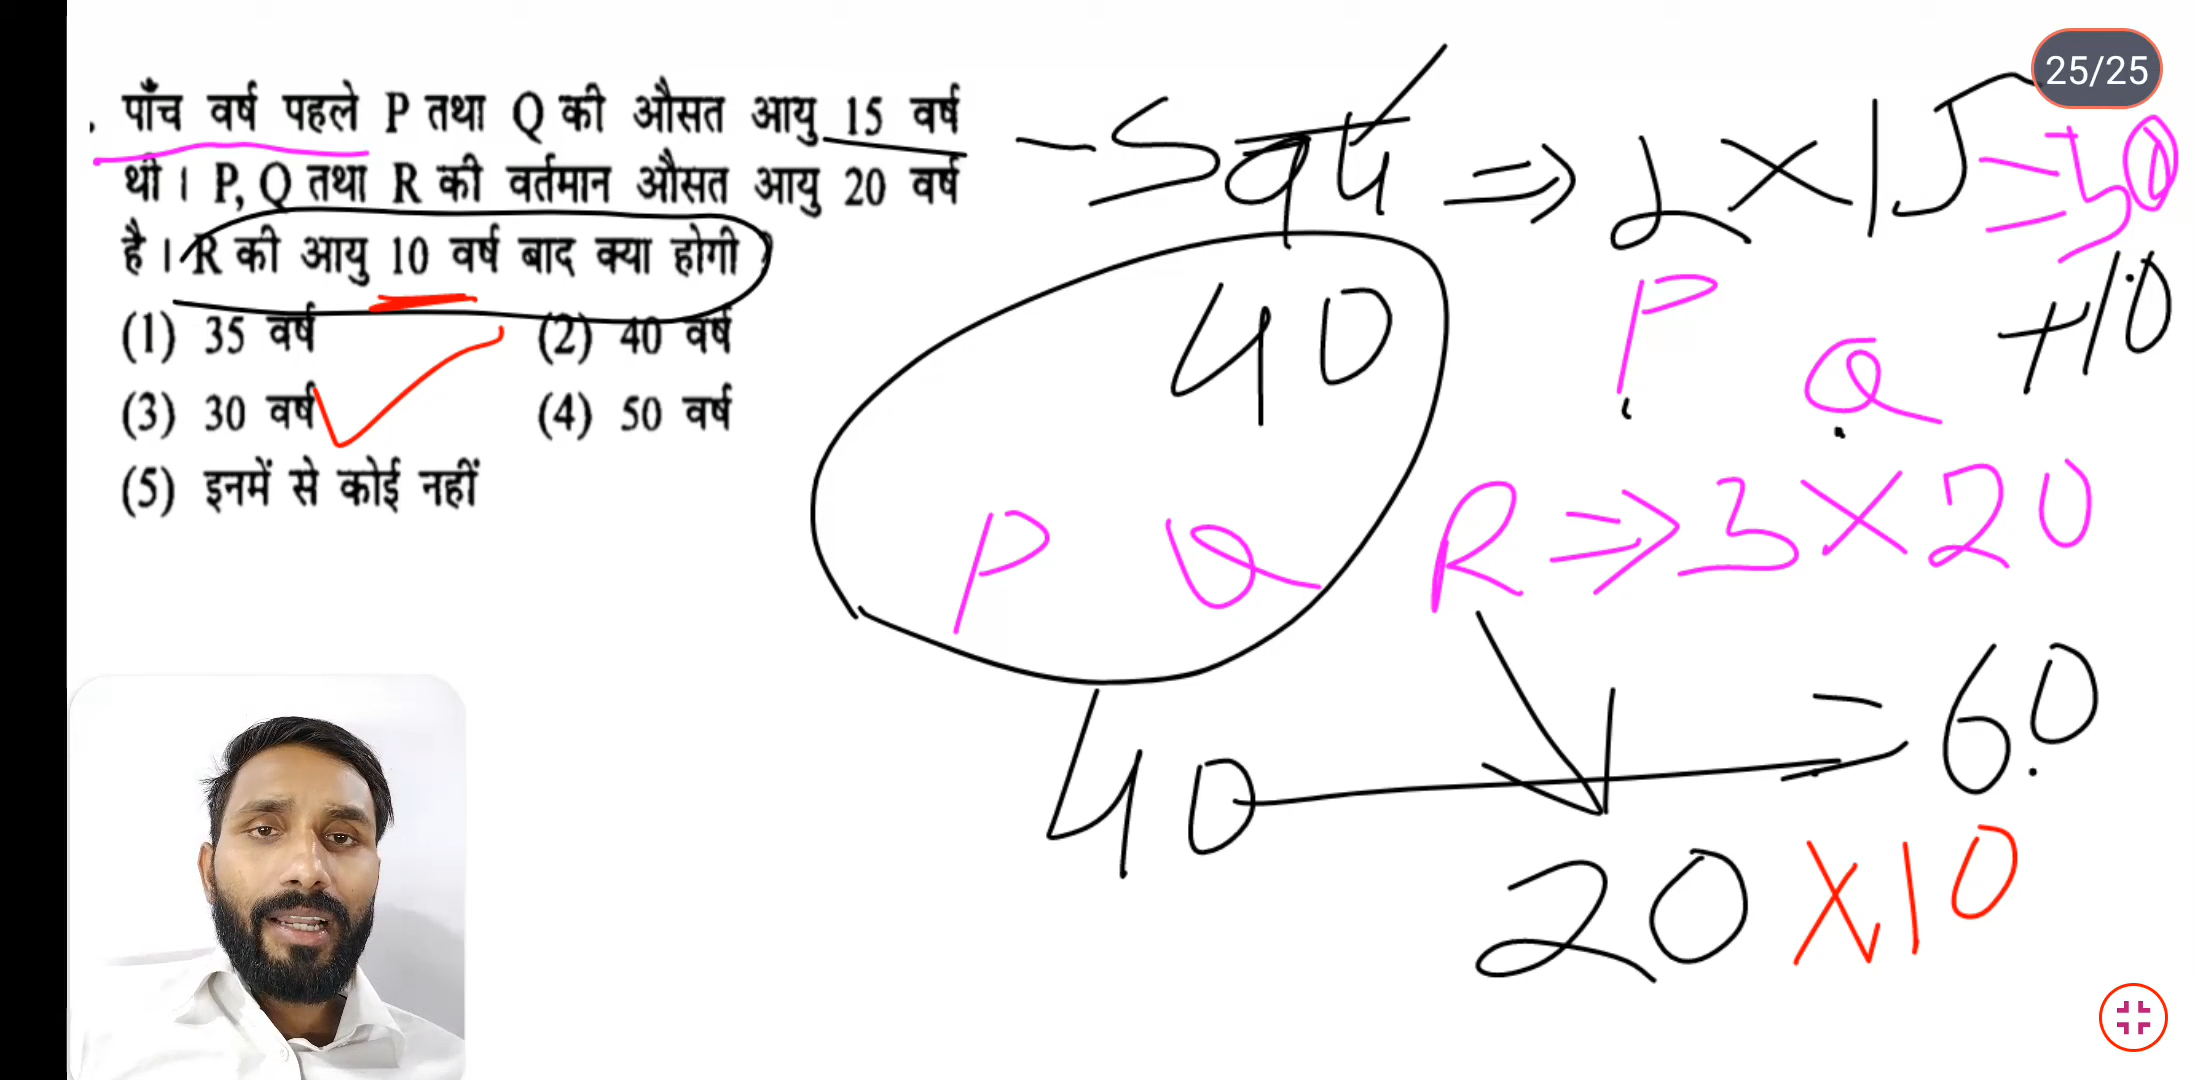 . पाँच वर्ष पहले P तथा Q की औसत आयु 15 वर्ष
थी । P, Q तथा R की वर्तमान औसत आयु 20 वर्ष
है । R की आयु 10 वर्ष बाद क्या होगी ?
(1) 35 वर्ष (2) 40 वर्ष
(3) 30 वर्ष (4) 50 वर्ष
(5) इनमें से कोई नहीं
25/25
⇒ 2 × 15 = 30
+10
40
P Q
P Q R ⇒ 3 × 20
= 60
40
20 × 10